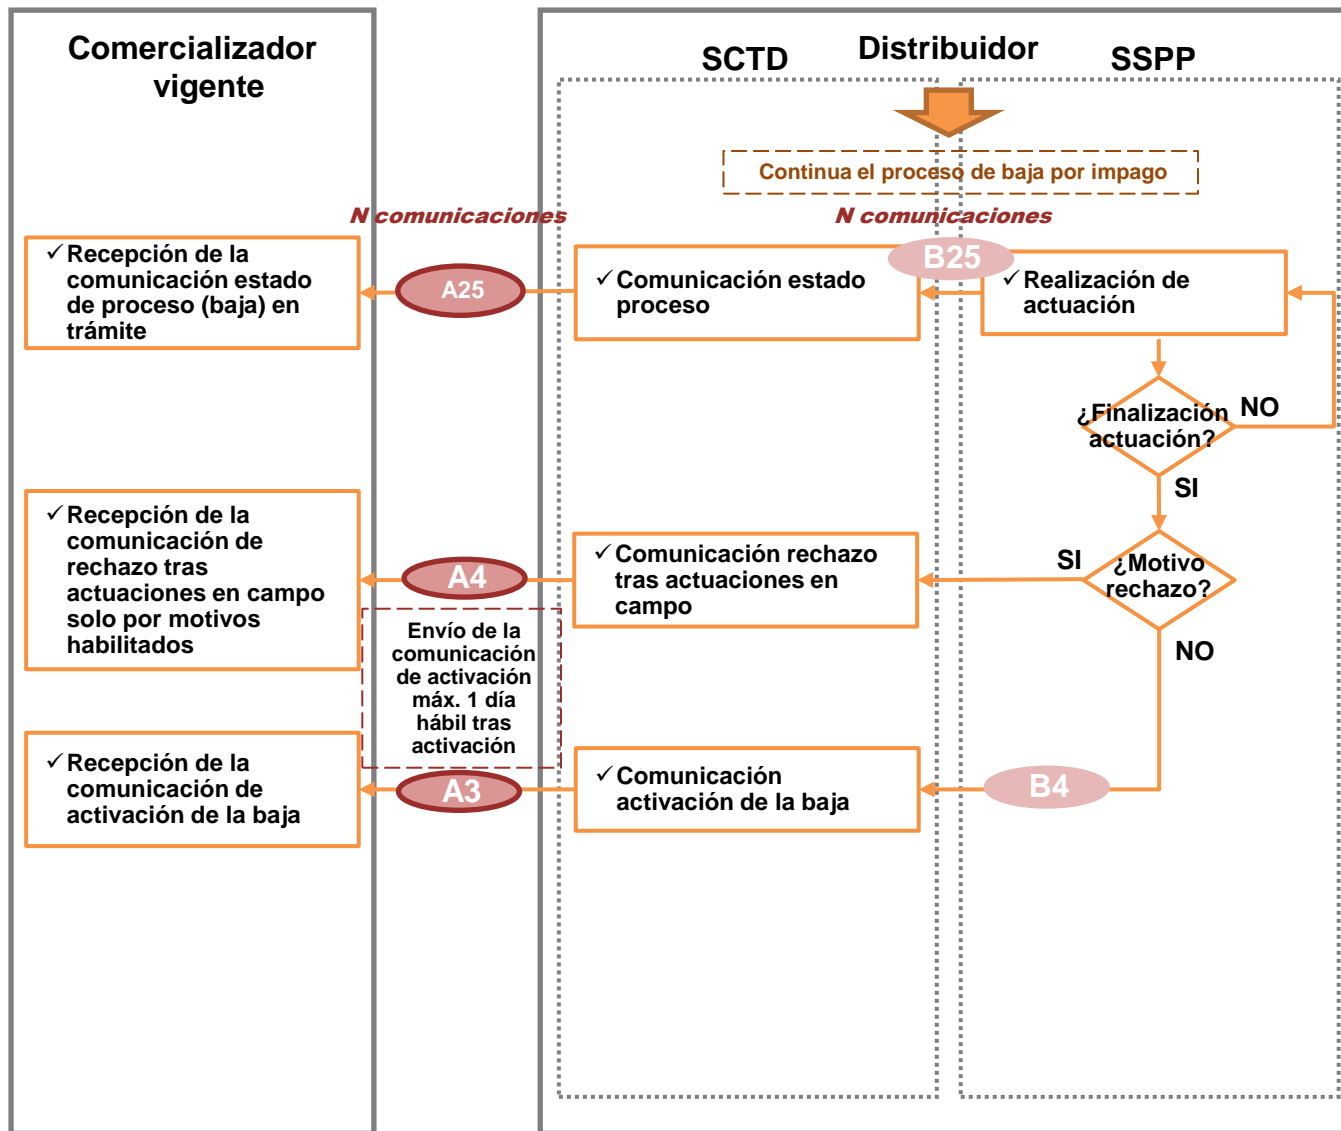 Comercializador
vigente
Distribuidor
SCTD
SSPP
Continua el proceso de baja por impago
N comunicaciones
N comunicaciones
✓ Recepción de la
comunicación estado
de proceso (baja) en
trámite
A25
✓ Comunicación estado
proceso
B25
✓ Realización de
actuación
¿Finalización
actuación?
NO
SI
✓ Recepción de la
comunicación de
rechazo tras
actuaciones en campo
solo por motivos
habilitados
A4
✓ Comunicación rechazo
tras actuaciones en
campo
SI
¿Motivo
rechazo?
NO
Envío de la
comunicación
de activación
máx. 1 día
hábil tras
activación
✓ Recepción de la
comunicación de
activación de la baja
A3
✓ Comunicación
activación de la baja
B4